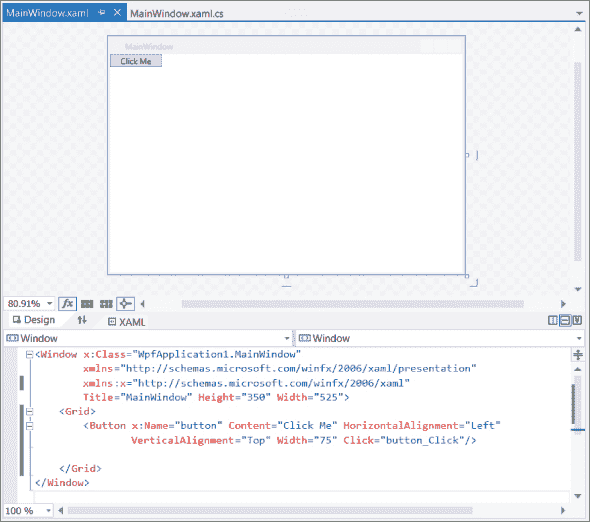 MainWindow.xaml
MainWindow.xaml.cs
MainWindow
Click Me
80.91%
fx
Design
XAML
Window
Window
<Window x:Class="WpfApplication1.MainWindow"
xmlns="http://schemas.microsoft.com/winfx/2006/xaml/presentation"
xmlns:x="http://schemas.microsoft.com/winfx/2006/xaml"
Title="MainWindow" Height="350" Width="525">
<Grid>
<Button x:Name="button" Content="Click Me" HorizontalAlignment="Left"
VerticalAlignment="Top" Width="75" Click="button_Click"/>
</Grid>
</Window>
100 %